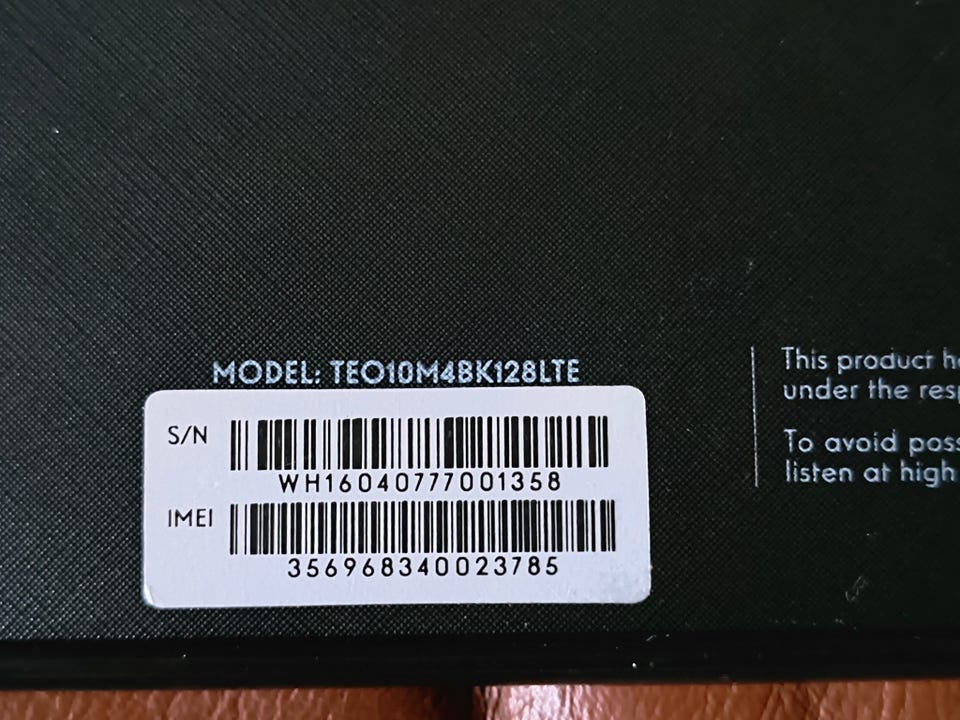 MODEL: TEO10M4BK128LTE
S/N
WH16040777001358
IMEI
356968340023785
This product
under the
To avoid
listen at high